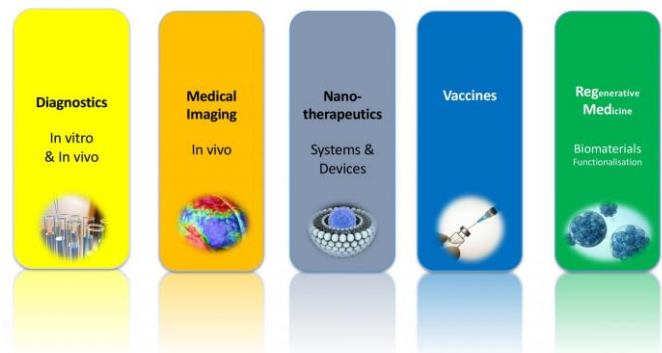 Diagnostics
In vitro
& In vivo
Medical
Imaging
In vivo
Nano-
therapeutics
Systems &
Devices
Vaccines
Regenerative
Medicine
Biomaterials
Functionalisation